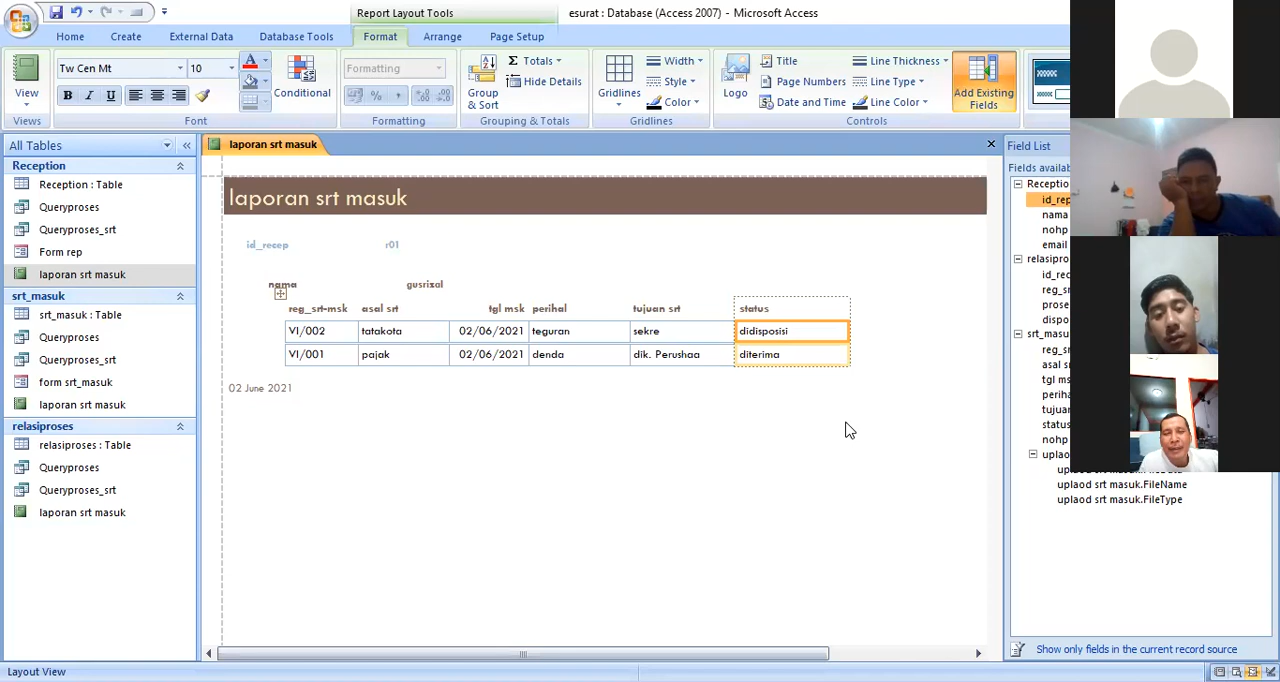 Report Layout Tools
esurat : Database (Access 2007) - Microsoft Access
Home Create External Data Database Tools Format Arrange Page Setup
View
Views
Tw Cen Mt 10
B I U A
Font
Conditional
Formatting
% ,
Formatting
Group & Sort
Σ Totals
Hide Details
Grouping & Totals
Gridlines
Width
Style
Color
Gridlines
Logo
Title
Page Numbers
Date and Time
Line Thickness
Line Type
Line Color
Controls
Add Existing Fields
All Tables
Reception
Reception : Table
Queryproses
Queryproses_srt
Form rep
laporan srt masuk
srt_masuk
srt_masuk : Table
Queryproses
Queryproses_srt
form srt_masuk
laporan srt masuk
relasiproses
relasiproses : Table
Queryproses
Queryproses_srt
laporan srt masuk
laporan srt masuk
laporan srt masuk
id_recep r01
nama gusrizal
reg_srt-msk asal srt tgl msk perihal tujuan srt status
VI/002 tatakota 02/06/2021 teguran sekre didisposisi
VI/001 pajak 02/06/2021 denda dik. Perushaa diterima
02 June 2021
Field List
Fields availa
Reception
id_rep
nama
nohp
email
relasipro
id_rec
reg_sr
prose
dispo
srt_masu
reg_s
asal sr
tgl ms
periha
tujuan
status
nohp
uplao
uplaod srt masuk.FileName
uplaod srt masuk.FileType
Show only fields in the current record source
Layout View